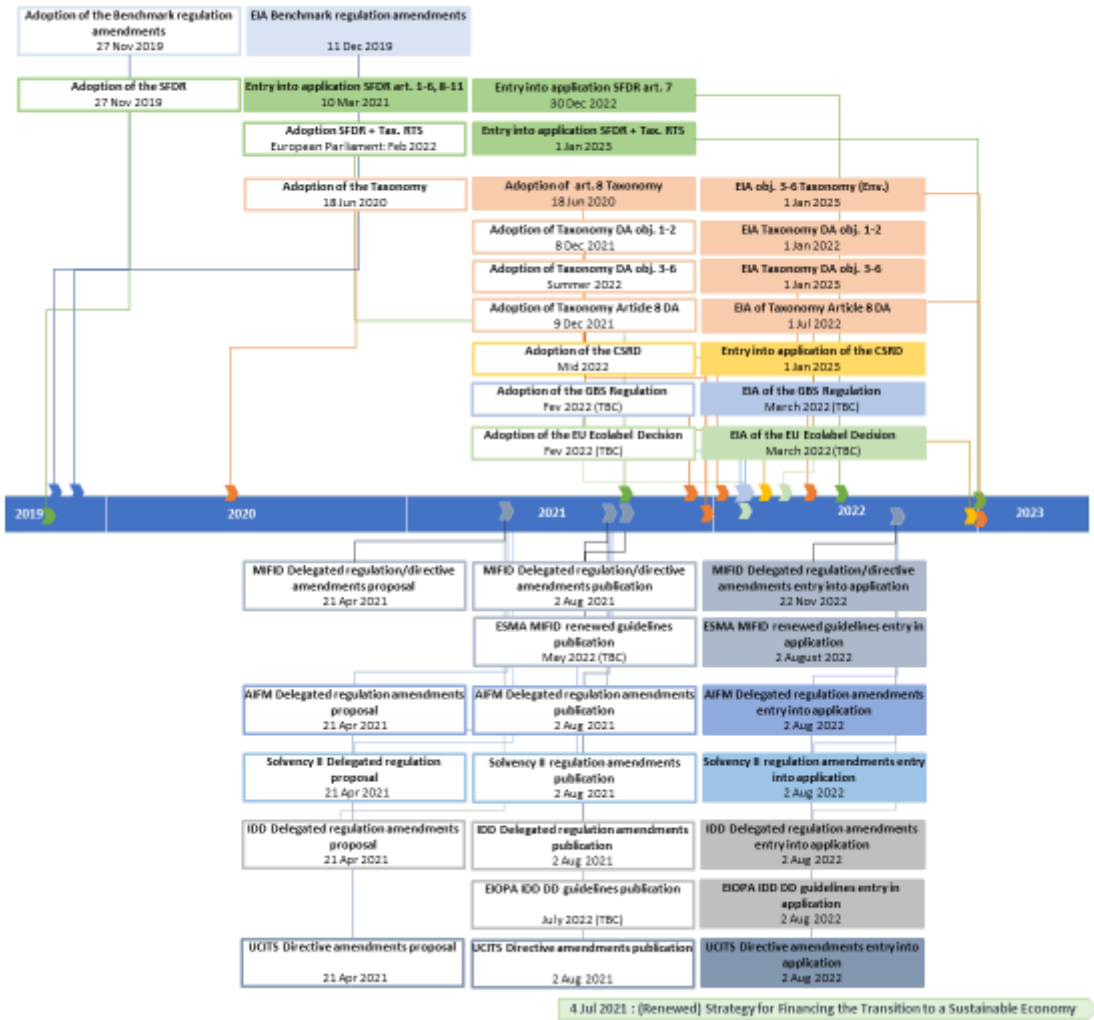 Adoption of the Benchmark regulation
amendments
27 Nov 2019
EIA Benchmark regulation amendments
11 Dec 2019
Adoption of the SFDR
27 Nov 2019
Entry into application SFDR art. 1-6, 8-11
10 Mar 2021
Entry into application SFDR art. 7
30 Dec 2022
Adoption SFDR + Tax. RTS
European Parliament: Feb 2022
Entry into application SFDR + Tax. RTS
1 Jan 2023
Adoption of the Taxonomy
18 Jun 2020
Adoption of art. 8 Taxonomy
18 Jun 2020
EIA obj. 3-6 Taxonomy (Env.)
1 Jan 2023
Adoption of Taxonomy DA obj. 1-2
8 Dec 2021
EIA Taxonomy DA obj. 1-2
1 Jan 2022
Adoption of Taxonomy DA obj. 3-6
Summer 2022
EIA Taxonomy DA obj. 3-6
1 Jan 2023
Adoption of Taxonomy Article 8 DA
9 Dec 2021
EIA of Taxonomy Article 8 DA
1 Jul 2022
Adoption of the CSRD
Mid 2022
Entry into application of the CSRD
1 Jan 2023
Adoption of the GBS Regulation
Fev 2022 (TBC)
EIA of the GBS Regulation
March 2022 (TBC)
Adoption of the EU Ecolabel Decision
Fev 2022 (TBC)
EIA of the EU Ecolabel Decision
March 2022 (TBC)
2019
2020
2021
2022
2023
MIFID Delegated regulation/directive
amendments proposal
21 Apr 2021
MIFID Delegated regulation/directive
amendments publication
2 Aug 2021
MIFID Delegated regulation/directive
amendments entry into application
22 Nov 2022
ESMA MIFID renewed guidelines
publication
May 2022 (TBC)
ESMA MIFID renewed guidelines entry in
application
2 August 2022
AIFM Delegated regulation amendments
proposal
21 Apr 2021
AIFM Delegated regulation amendments
publication
2 Aug 2021
AIFM Delegated regulation amendments
entry into application
2 Aug 2022
Solvency II Delegated regulation
proposal
21 Apr 2021
Solvency II regulation amendments
publication
2 Aug 2021
Solvency II regulation amendments entry
into application
2 Aug 2022
IDD Delegated regulation amendments
proposal
21 Apr 2021
IDD Delegated regulation amendments
publication
2 Aug 2021
IDD Delegated regulation amendments
entry into application
2 Aug 2022
EIOPA IDD DD guidelines publication
July 2022 (TBC)
EIOPA IDD DD guidelines entry in
application
2 Aug 2022
UCITS Directive amendments proposal
21 Apr 2021
UCITS Directive amendments publication
2 Aug 2021
UCITS Directive amendments entry into
application
2 Aug 2022
4 Jul 2021 : (Renewed) Strategy for Financing the Transition to a Sustainable Economy